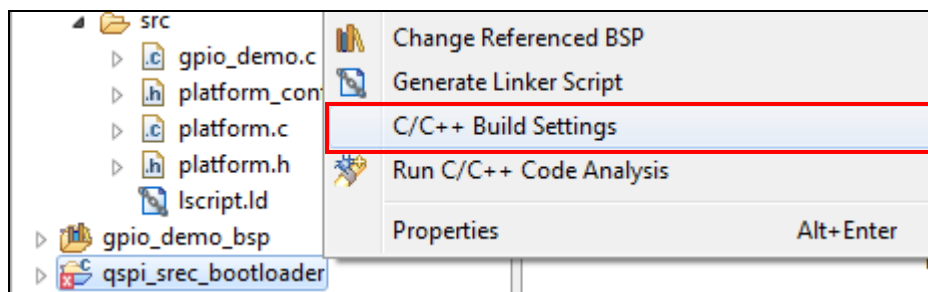 src
gpio_demo.c
platform_con
platform.c
platform.h
lscript.ld
gpio_demo_bsp
qspi_srec_bootloader
Change Referenced BSP
Generate Linker Script
C/C++ Build Settings
Run C/C++ Code Analysis
Properties Alt+Enter